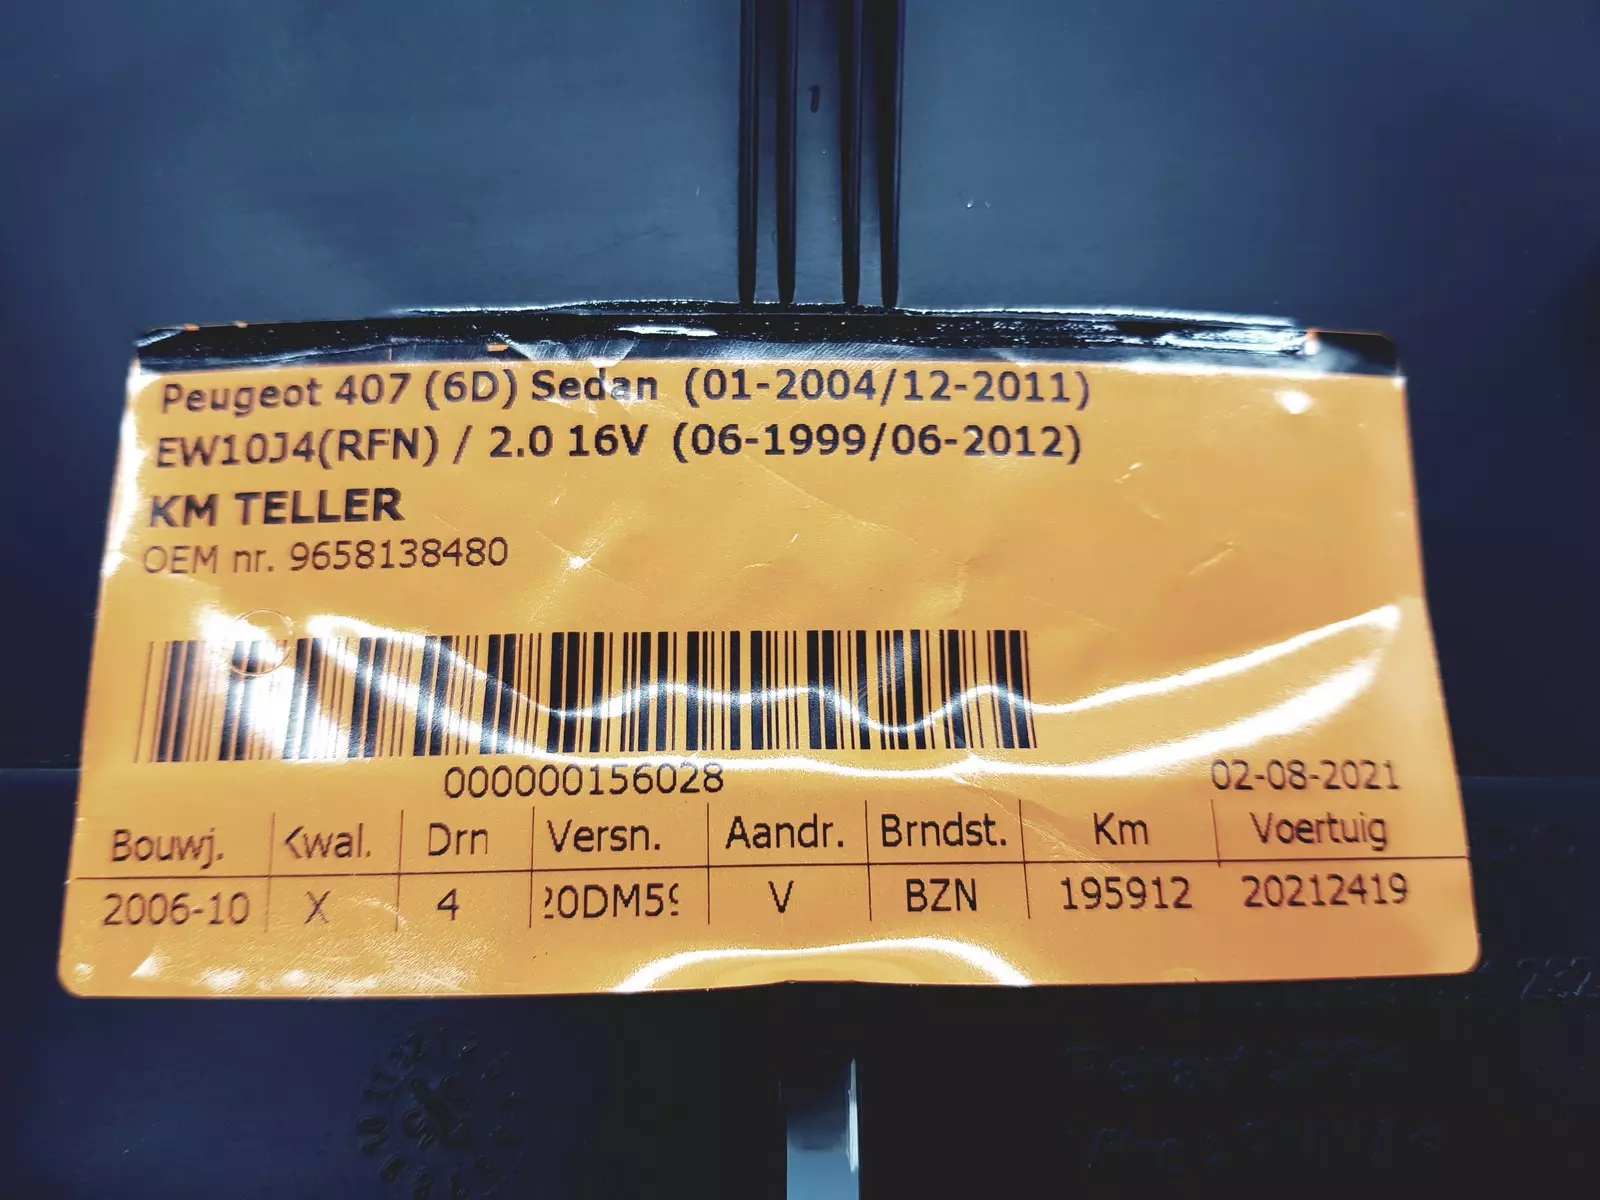 Peugeot 407 (6D) Sedan (01-2004/12-2011)
EW10J4(RFN) / 2.0 16V (06-1999/06-2012)
KM TELLER
OEM nr. 9658138480
000000156028
02-08-2021
Bouwj. Kwal. Drn Versn. Aandr. Brndst. Km Voertuig
2006-10 X 4 20DM59 V BZN 195912 20212419